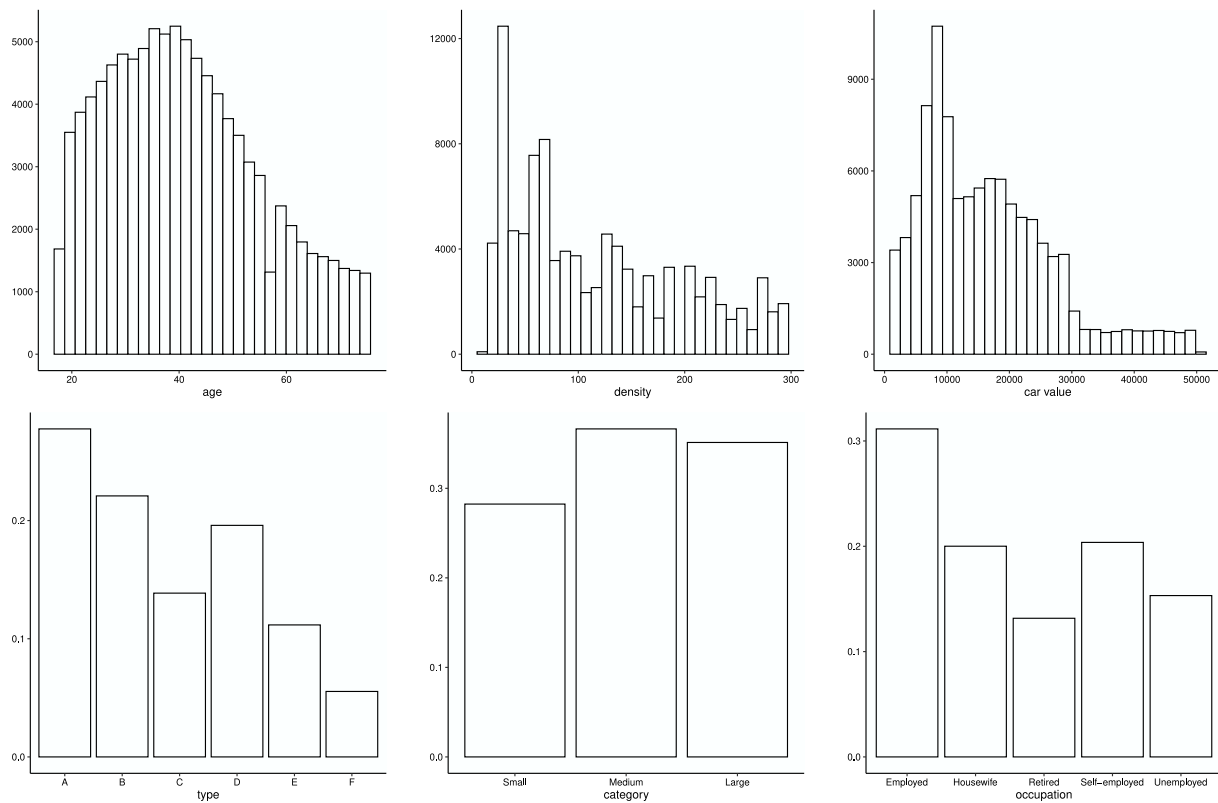 5000
4000
3000
2000
1000
0
20 40 60
age
12000
8000
4000
0
0 100 200 300
density
9000
6000
3000
0
0 10000 20000 30000 40000 50000
car value
0.2
0.1
0.0
A B C D E F
type
0.3
0.2
0.1
0.0
Small Medium Large
category
0.3
0.2
0.1
0.0
Employed Housewife Retired Self-employed Unemployed
occupation